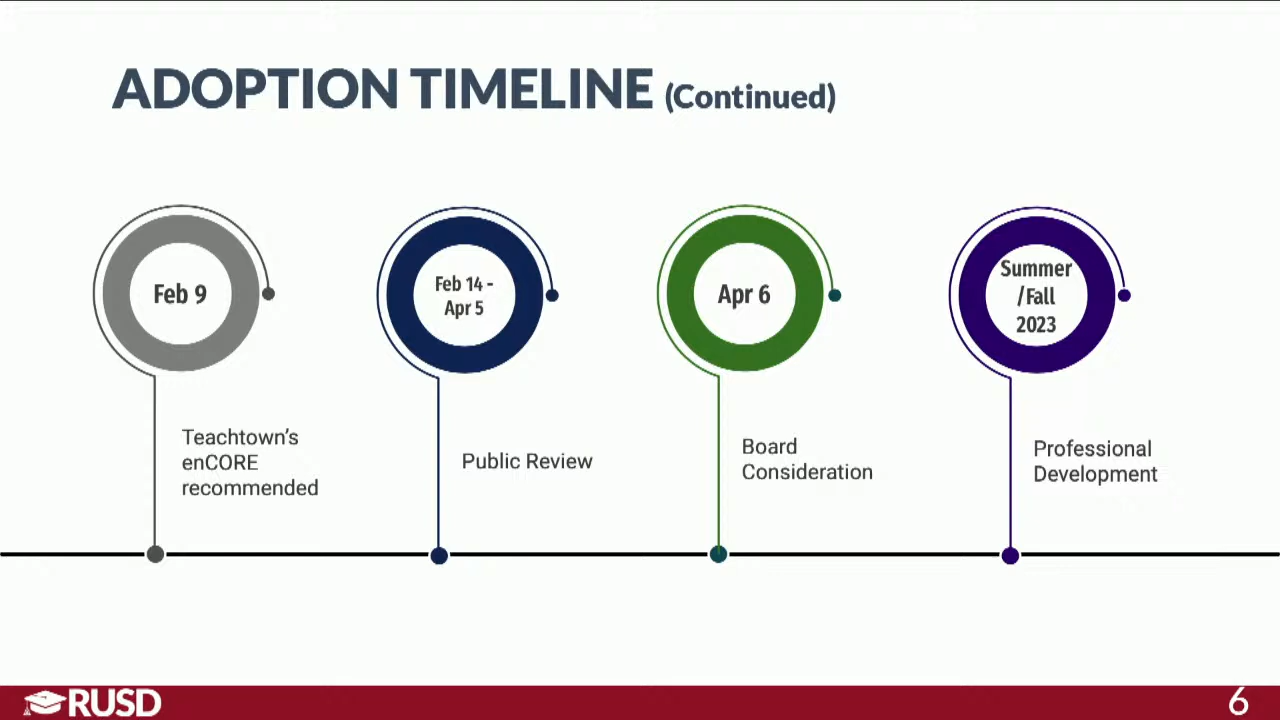 ADOPTION TIMELINE (Continued)
Feb 9
Feb 14 -
Apr 5
Apr 6
Summer
/Fall
2023
Teachtown’s
enCORE
recommended
Public Review
Board
Consideration
Professional
Development
RUSD
6